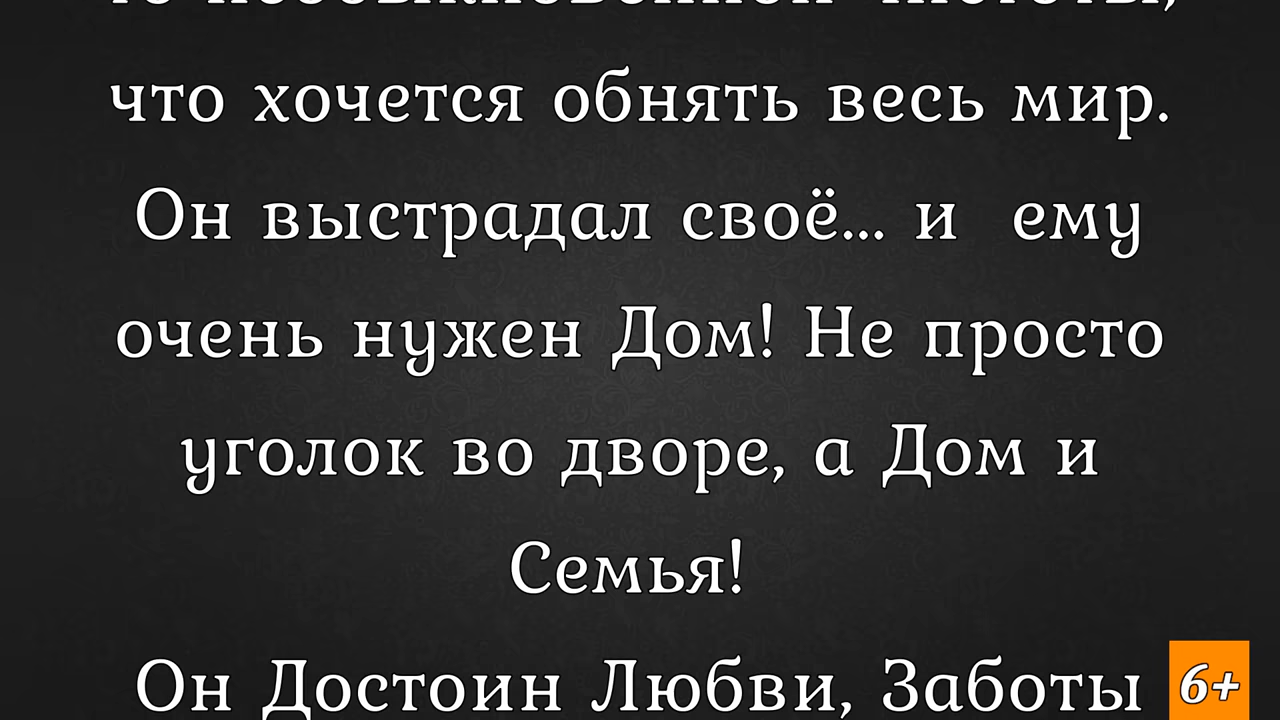 что хочется обнять весь мир.
Он выстрадал своё... и ему
очень нужен Дом! Не просто
уголок во дворе, а Дом и
Семья!
Он Достоин Любви, Заботы
6+